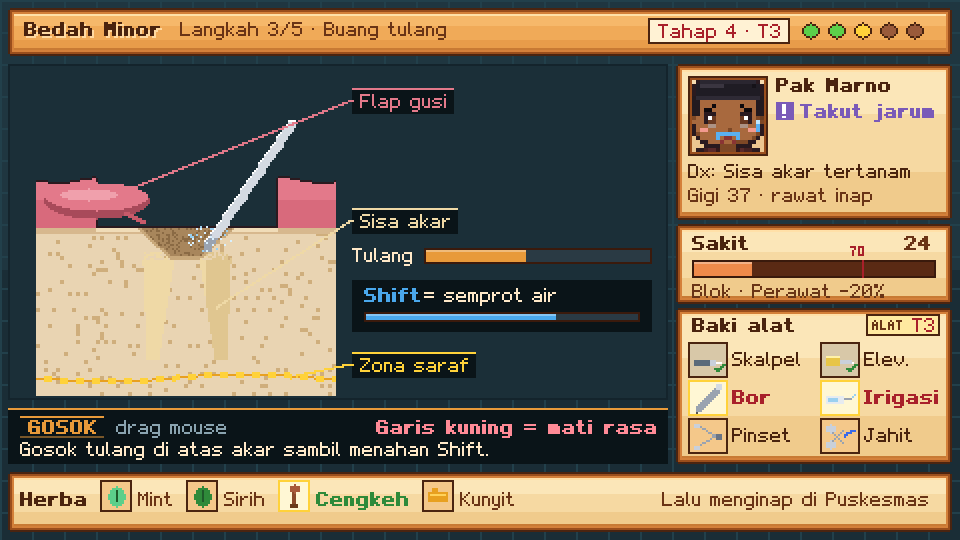 Bedah Minor Langkah 3/5 · Buang tulang
Tahap 4 · T3
Flap gusi
Sisa akar
Tulang
Shift = semprot air
Zona saraf
GOSOK drag mouse
Garis kuning = mati rasa
Gosok tulang di atas akar sambil menahan Shift.
Pak Marno
! Takut jarum
Dx: Sisa akar tertanam
Gigi 37 · rawat inap
Sakit 24
70
Blok · Perawat -20%
Baki alat
ALAT T3
Skalpel Elev.
Bor Irigasi
Pinset Jahit
Herba Mint Sirih Cengkeh Kunyit
Lalu menginap di Puskesmas